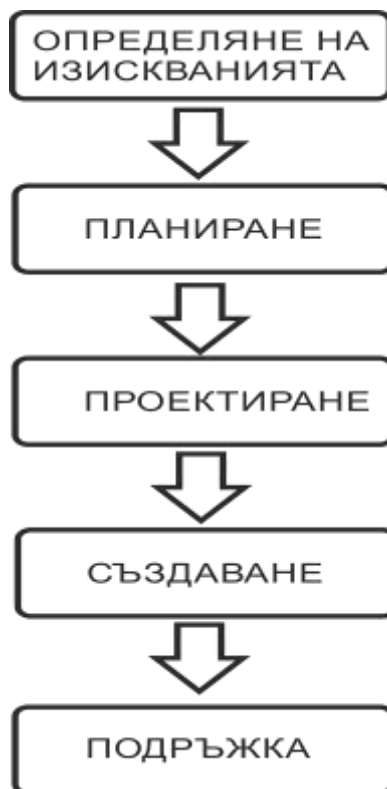 ОПРЕДЕЛЯНЕ НА
ИЗИСКВАНИЯТА
ПЛАНИРАНЕ
ПРОЕКТИРАНЕ
СЪЗДАВАНЕ
ПОДРЪЖКА